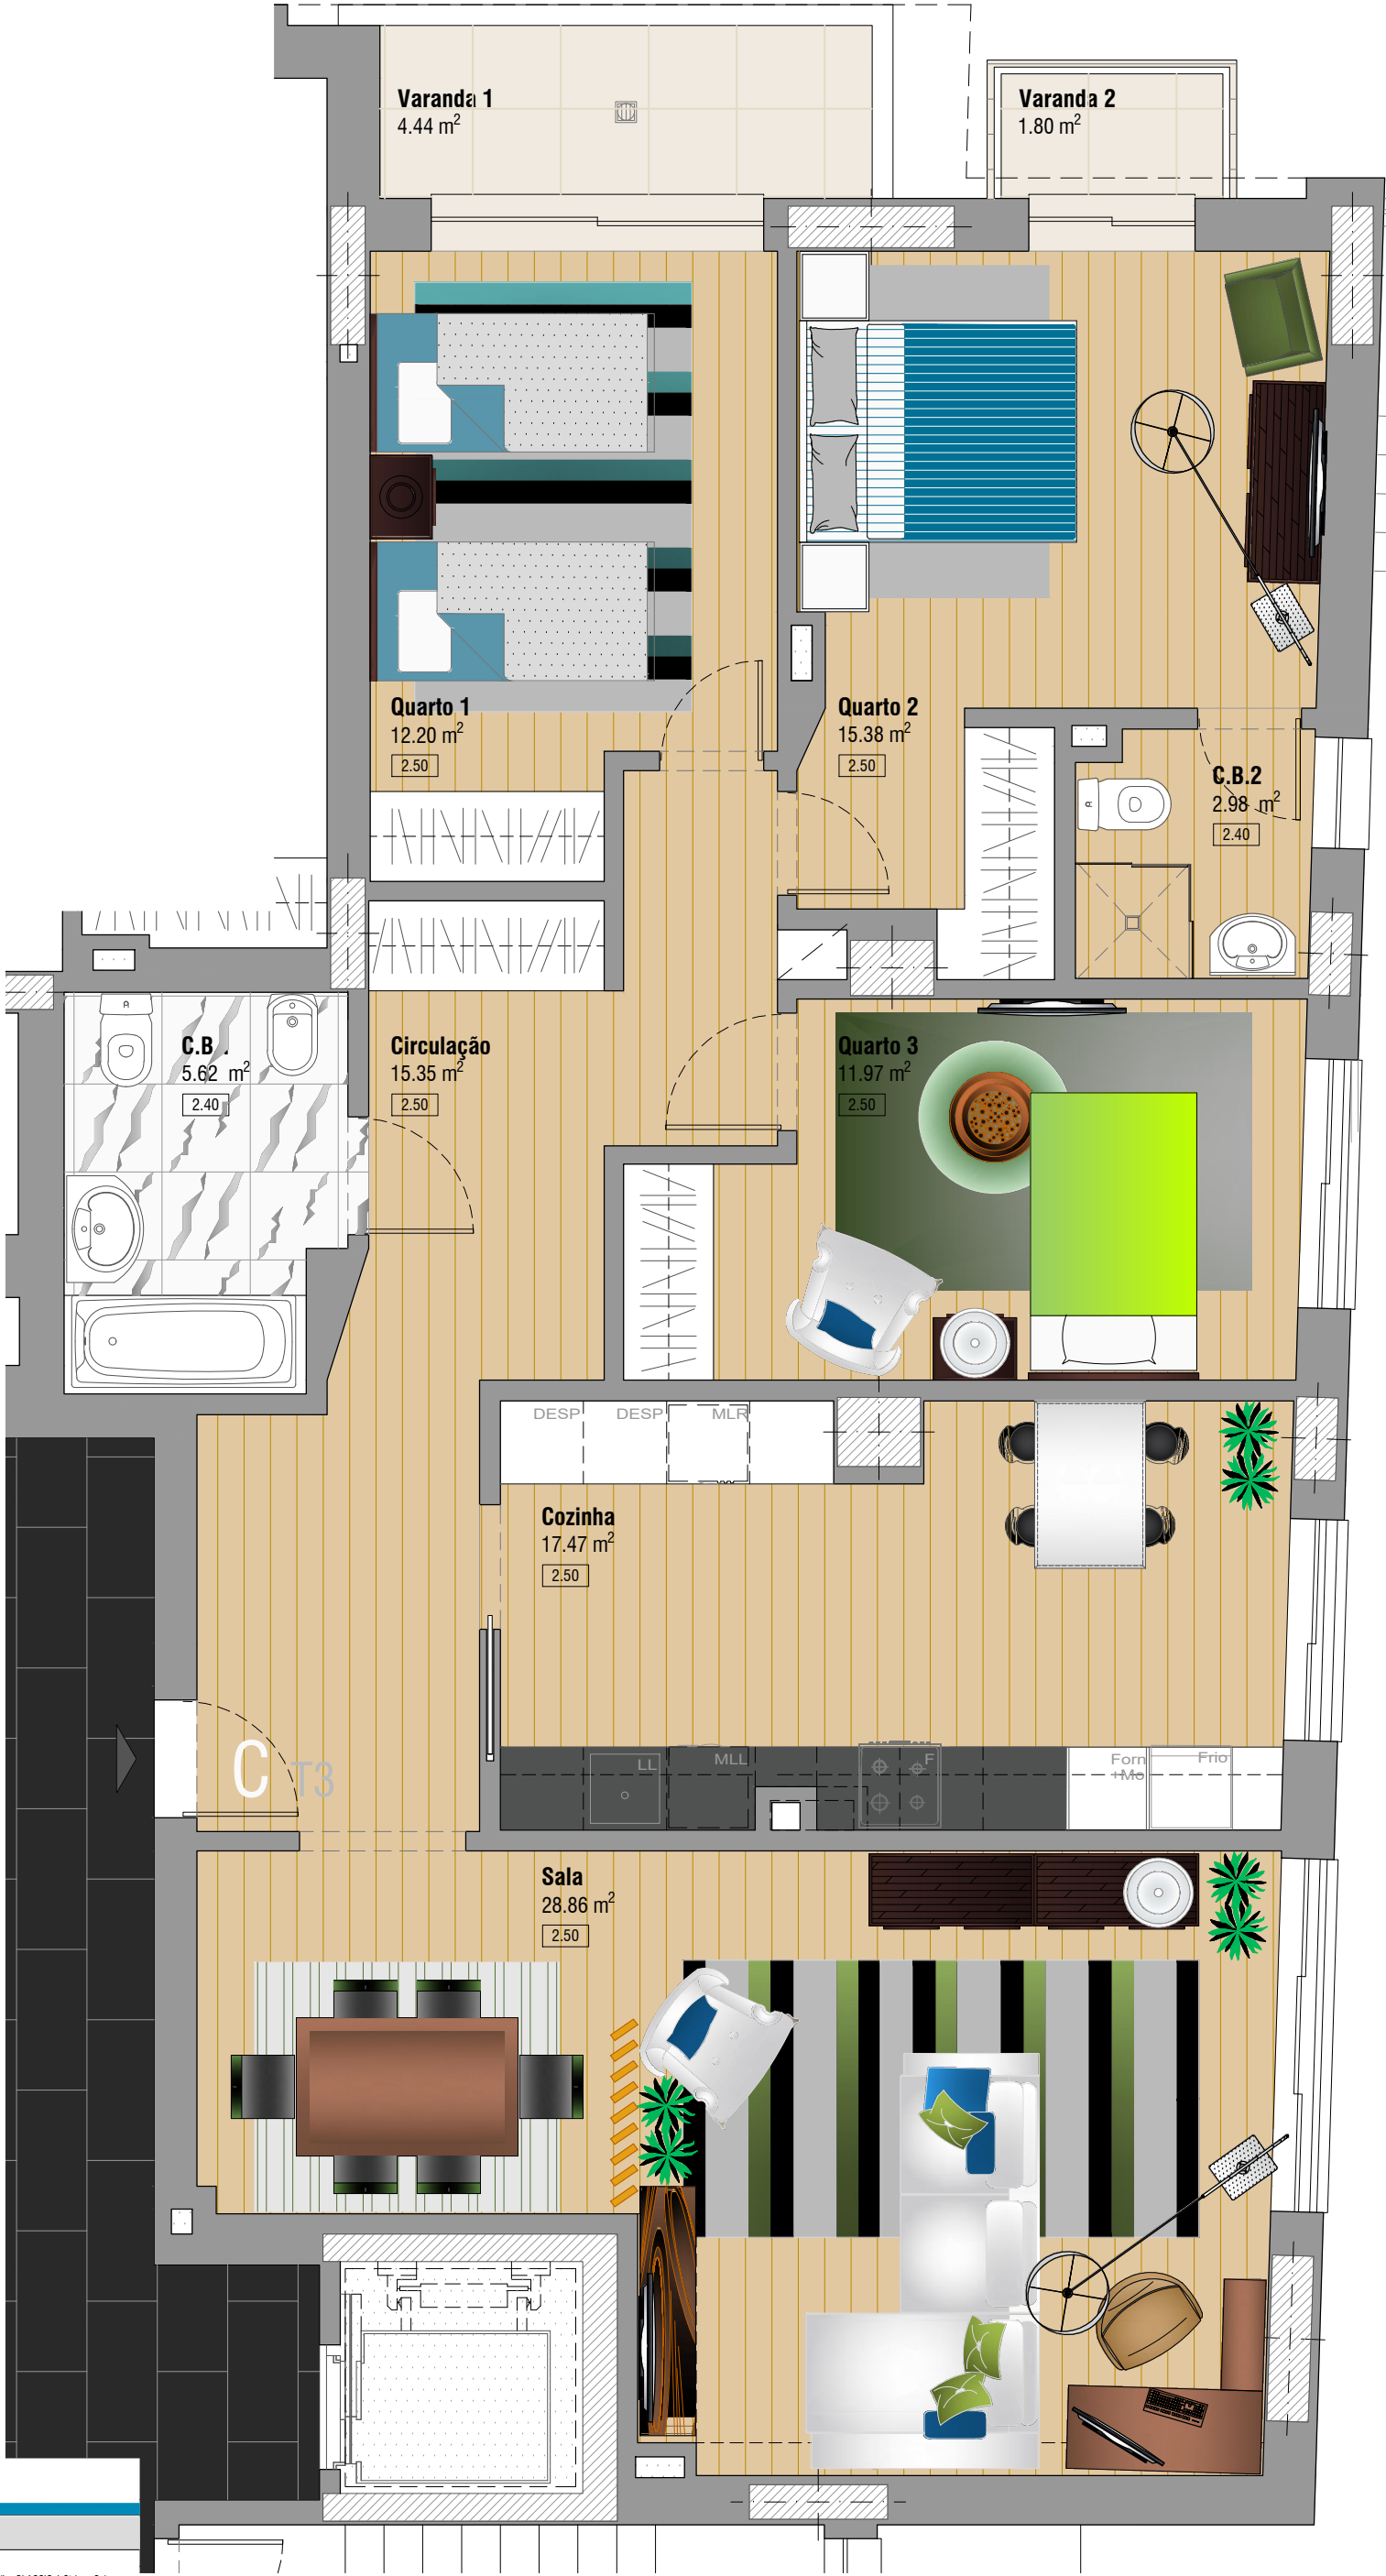 Varanda 1
4.44 m²
Varanda 2
1.80 m²
Quarto 1
12.20 m²
2.50
Quarto 2
15.38 m²
2.50
C.B.2
2.98 m²
2.40
C.B
5.62 m²
2.40
Circulação
15.35 m²
2.50
Quarto 3
11.97 m²
2.50
DESP DESP MLR
Cozinha
17.47 m²
2.50
LL MLL F Forn Frio
+Mo
C T3
Sala
28.86 m²
2.50